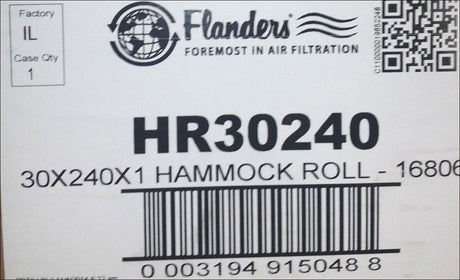 Factory
IL
Case Qty
1
Flanders®
FOREMOST IN AIR FILTRATION
HR30240
30X240X1 HAMMOCK ROLL - 16806
0 003194 915048 8